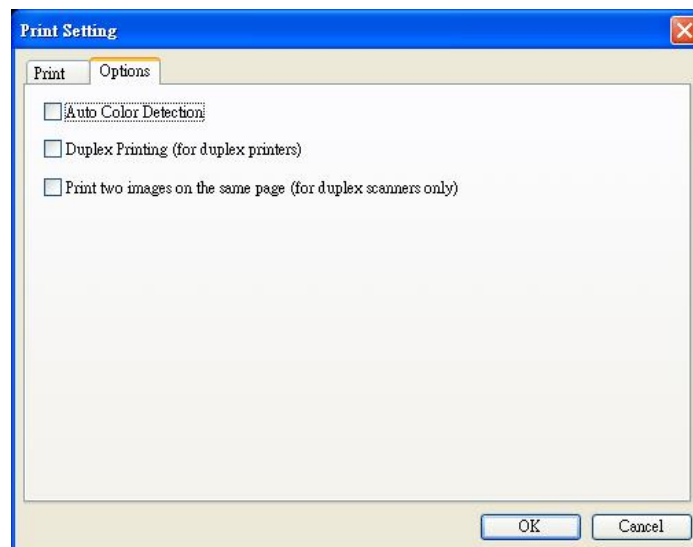 Print Setting
Print Options
Auto Color Detection
Duplex Printing (for duplex printers)
Print two images on the same page (for duplex scanners only)
OK Cancel